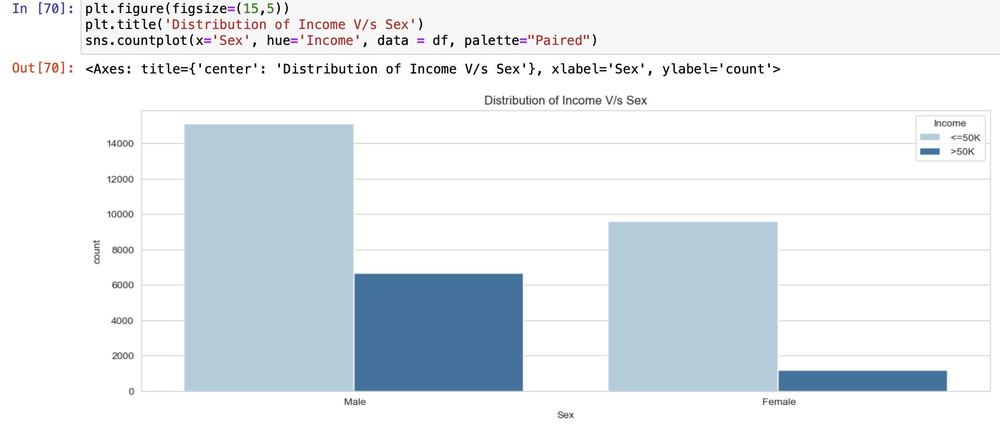 In [70]: plt.figure(figsize=(15,5))
plt.title('Distribution of Income V/s Sex')
sns.countplot(x='Sex', hue='Income', data = df, palette="Paired")
Out[70]: <Axes: title={'center': 'Distribution of Income V/s Sex'}, xlabel='Sex', ylabel='count'>
Distribution of Income V/s Sex
Income
<=50K
>50K
14000
12000
10000
8000
6000
4000
2000
0
count
Male
Female
Sex